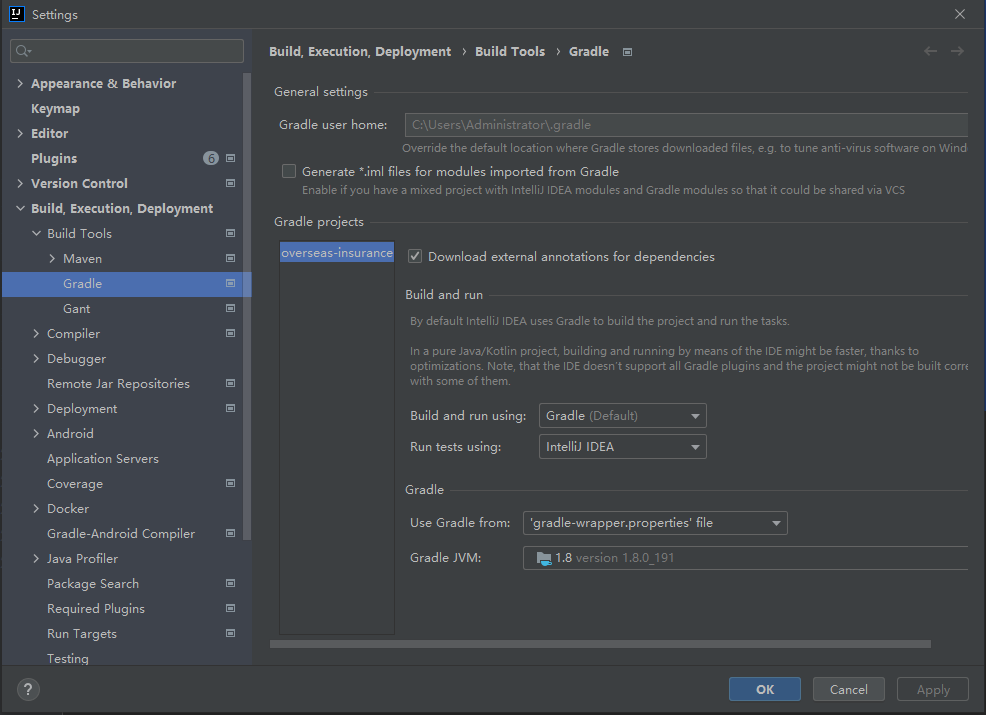 IJ Settings
Build, Execution, Deployment › Build Tools › Gradle
Appearance & Behavior
Keymap
Editor
Plugins 6
Version Control
Build, Execution, Deployment
Build Tools
Maven
Gradle
Gant
Compiler
Debugger
Remote Jar Repositories
Deployment
Android
Application Servers
Coverage
Docker
Gradle-Android Compiler
Java Profiler
Package Search
Required Plugins
Run Targets
Testing
General settings
Gradle user home: C:\Users\Administrator\.gradle
Override the default location where Gradle stores downloaded files, e.g. to tune anti-virus software on Wind
Generate *.iml files for modules imported from Gradle
Enable if you have a mixed project with IntelliJ IDEA modules and Gradle modules so that it could be shared via VCS
Gradle projects
overseas-insurance
Download external annotations for dependencies
Build and run
By default IntelliJ IDEA uses Gradle to build the project and run the tasks.
In a pure Java/Kotlin project, building and running by means of the IDE might be faster, thanks to
optimizations. Note, that the IDE doesn't support all Gradle plugins and the project might not be built corre
with some of them.
Build and run using: Gradle (Default)
Run tests using: IntelliJ IDEA
Gradle
Use Gradle from: 'gradle-wrapper.properties' file
Gradle JVM: 1.8 version 1.8.0_191
? OK Cancel Apply